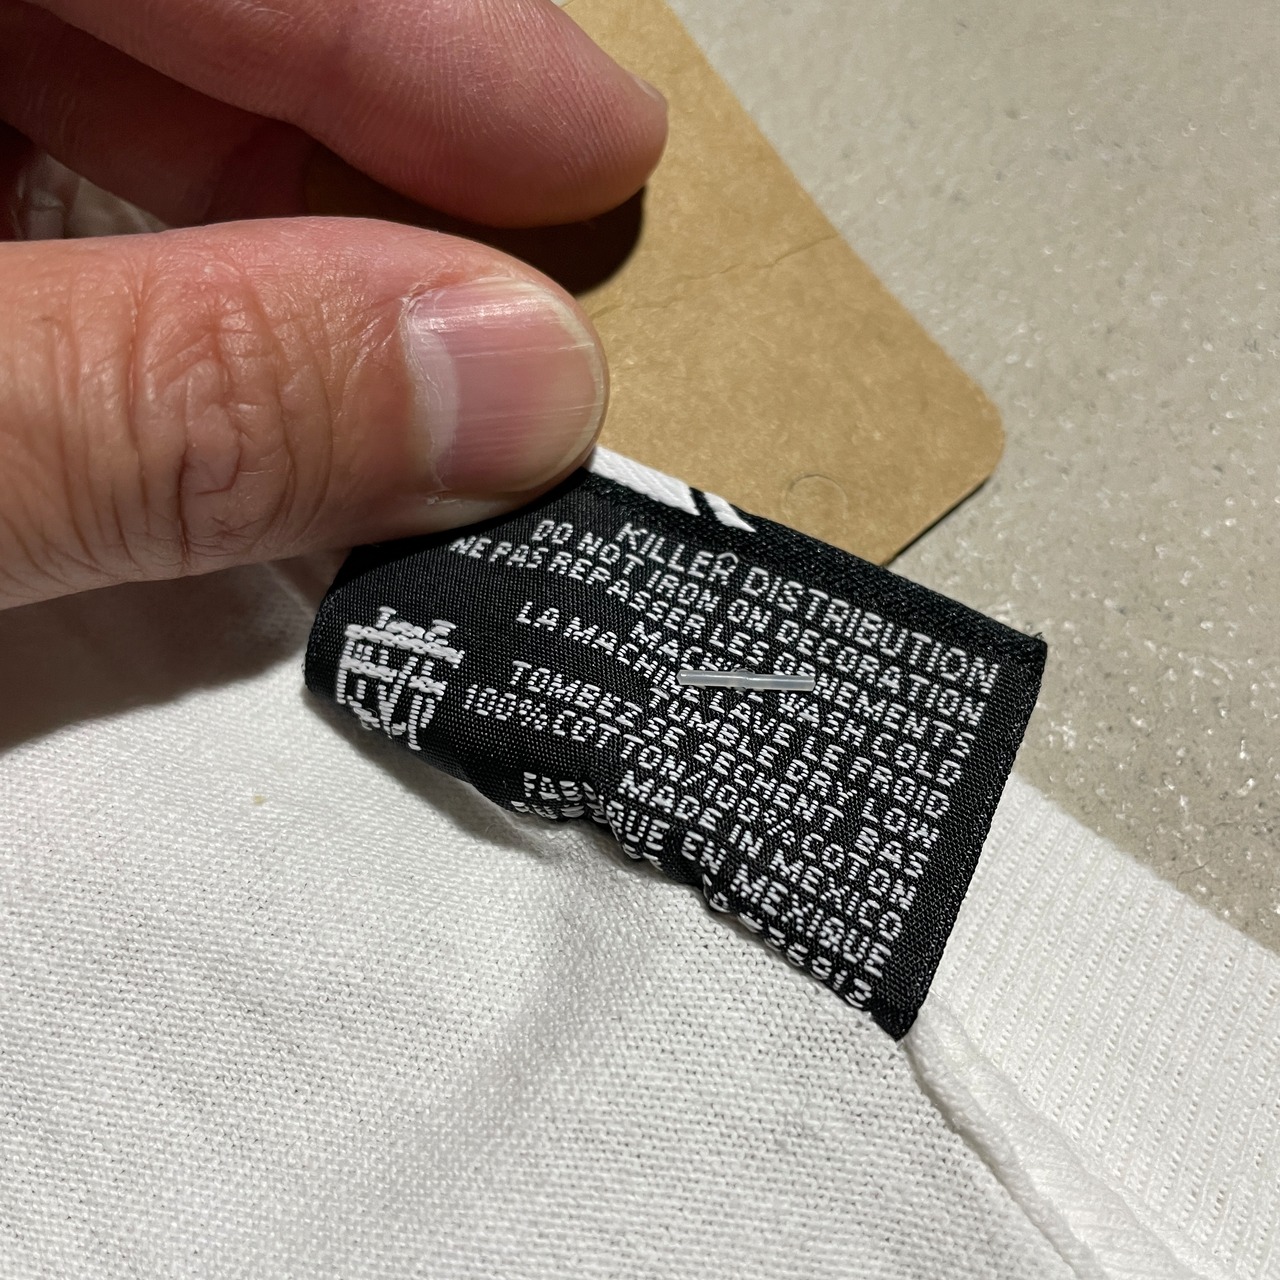 KILLER DISTRIBUTION
DO NOT IRON ON DECORATION
NE PAS REPASSER LES ORNEMENTS
MACHINE WASH COLD
LA MACHINE LAVE LE FROID
TUMBLE DRY LOW
TOMBEZ SE SECHENT BAS
100% COTTON/100% COTON
MADE IN MEXICO
FABRIQUE EN MEXIQUE